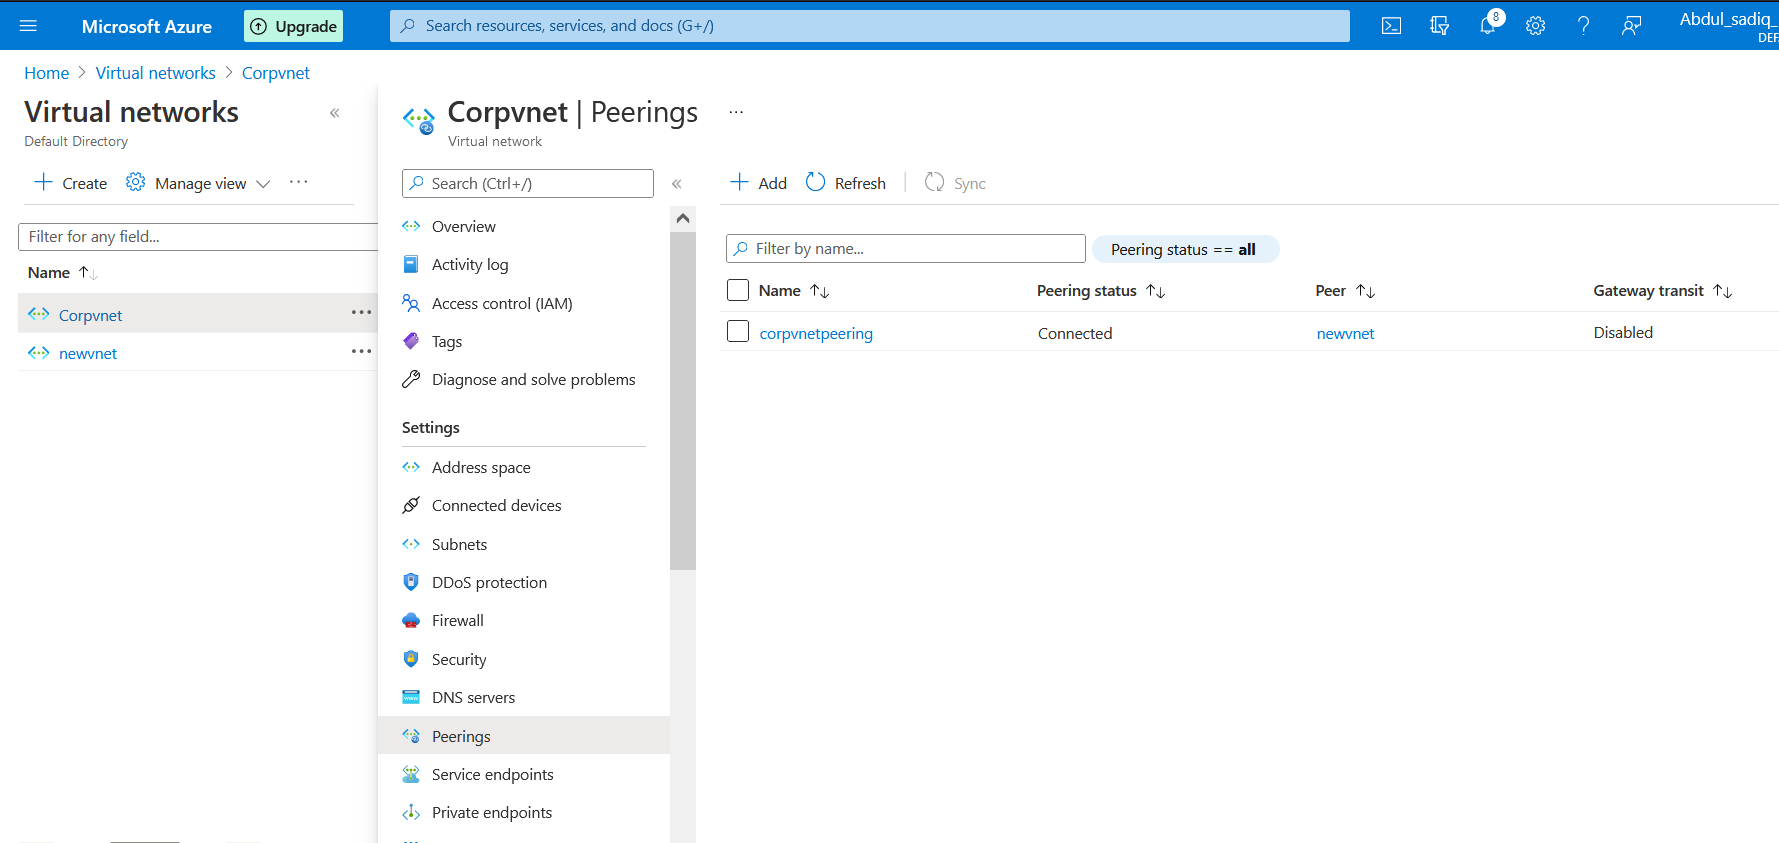 Microsoft Azure
Upgrade
Search resources, services, and docs (G+/)
8
Abdul_sadiq_
DEF
Home > Virtual networks > Corpvnet
Virtual networks
Default Directory
Create
Manage view
Filter for any field...
Name
Corpvnet
newvnet
Corpvnet | Peerings
Virtual network
Search (Ctrl+/)
Overview
Activity log
Access control (IAM)
Tags
Diagnose and solve problems
Settings
Address space
Connected devices
Subnets
DDoS protection
Firewall
Security
DNS servers
Peerings
Service endpoints
Private endpoints
Add
Refresh
Sync
Filter by name...
Peering status == all
Name Peering status Peer Gateway transit
corpvnetpeering Connected newvnet Disabled